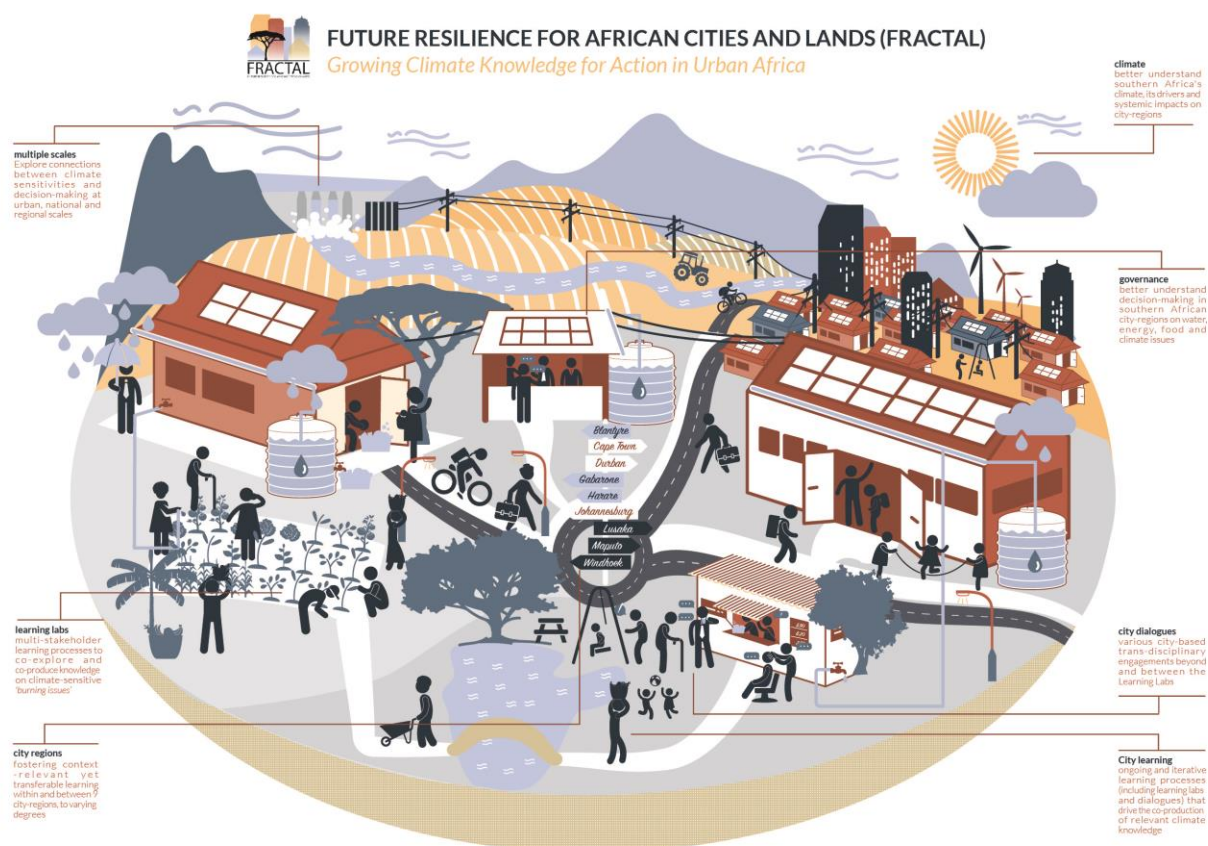 FRACTAL
FUTURE RESILIENCE FOR AFRICAN CITIES AND LANDS (FRACTAL)
Growing Climate Knowledge for Action in Urban Africa
climate
better understand
southern Africa's
climate, its drivers and
systemic impacts on
city-regions
multiple scales
Explore connections
between climate
sensitivities and
decision-making at
urban, national and
regional scales
governance
better understand
decision-making in
southern African
city-regions on water,
energy, food and
climate issues
Blantyre
Cape Town
Durban
Gabarone
Harare
Johannesburg
Lusaka
Maputo
Windhoek
learning labs
multi-stakeholder
learning processes to
co-explore and
co-produce knowledge
on climate-sensitive
'burning issues'
city dialogues
various city-based
trans-disciplinary
engagements beyond
and between the
Learning Labs
city regions
fostering context
-relevant yet
transferable learning
within and between 9
city-regions, to varying
degrees
City learning
ongoing and iterative
learning processes
(including learning labs
and dialogues) that
drive the co-production
of relevant climate
knowledge